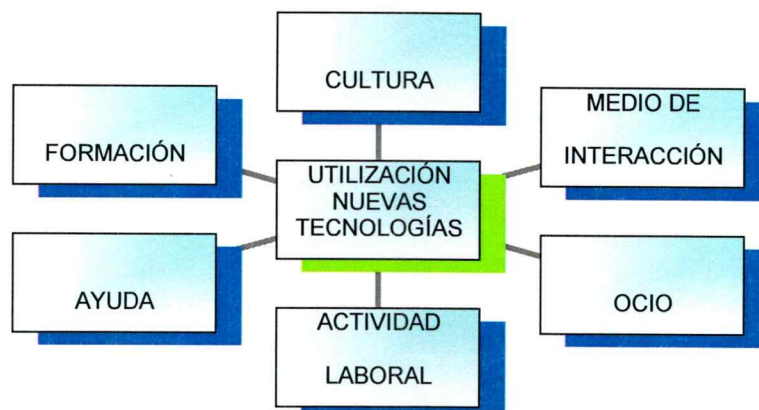 CULTURA
MEDIO DE
INTERACCIÓN
FORMACIÓN
UTILIZACIÓN
NUEVAS
TECNOLOGÍAS
AYUDA
OCIO
ACTIVIDAD
LABORAL